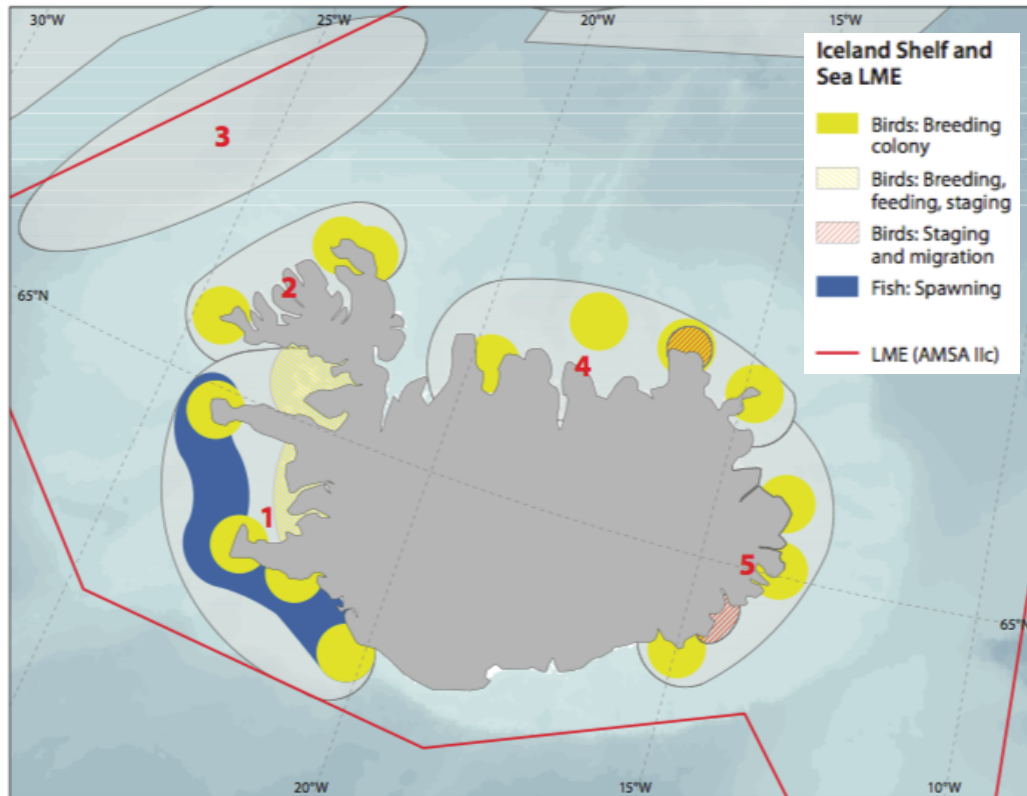 30°W
25°W
20°W
15°W
Iceland Shelf and
Sea LME
Birds: Breeding
colony
Birds: Breeding,
feeding, staging
Birds: Staging
and migration
Fish: Spawning
LME (AMSA IIc)
3
2
65°N
4
1
5
65°N
20°W
15°W
10°W